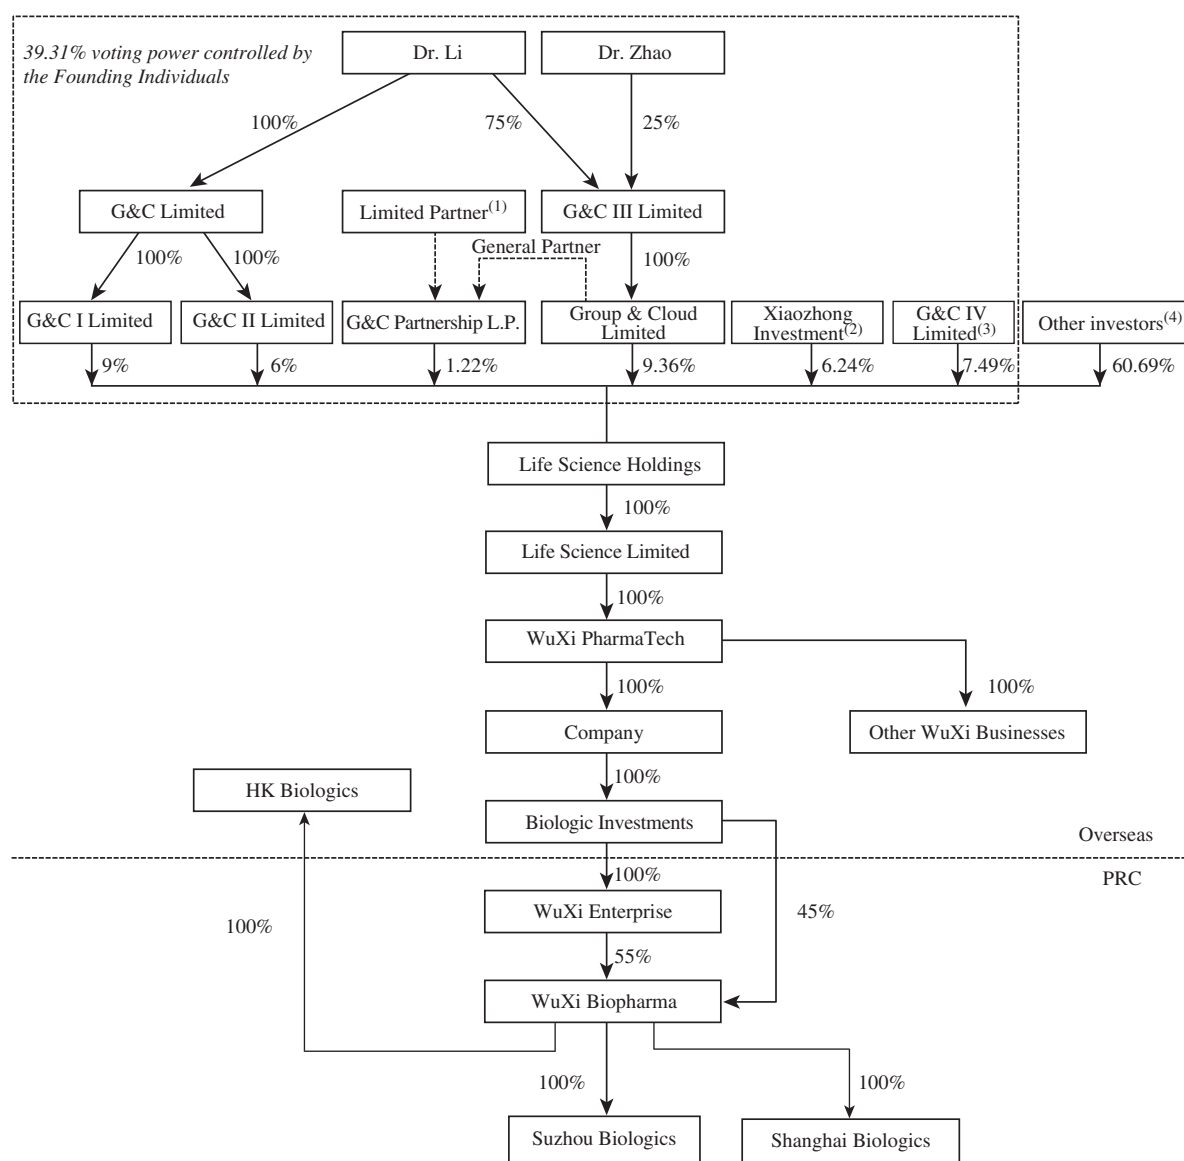 39.31% voting power controlled by
the Founding Individuals
Dr. Li
Dr. Zhao
100%
75%
25%
G&C Limited
Limited Partner(1)
G&C III Limited
General Partner
100%
100%
100%
G&C I Limited
G&C II Limited
G&C Partnership L.P.
Group & Cloud
Limited
Xiaozhong
Investment(2)
G&C IV
Limited(3)
Other investors(4)
9%
6%
1.22%
9.36%
6.24%
7.49%
60.69%
Life Science Holdings
100%
Life Science Limited
100%
WuXi PharmaTech
100%
100%
Company
Other WuXi Businesses
100%
HK Biologics
Biologic Investments
Overseas
100%
PRC
WuXi Enterprise
45%
100%
55%
WuXi Biopharma
100%
100%
Suzhou Biologics
Shanghai Biologics